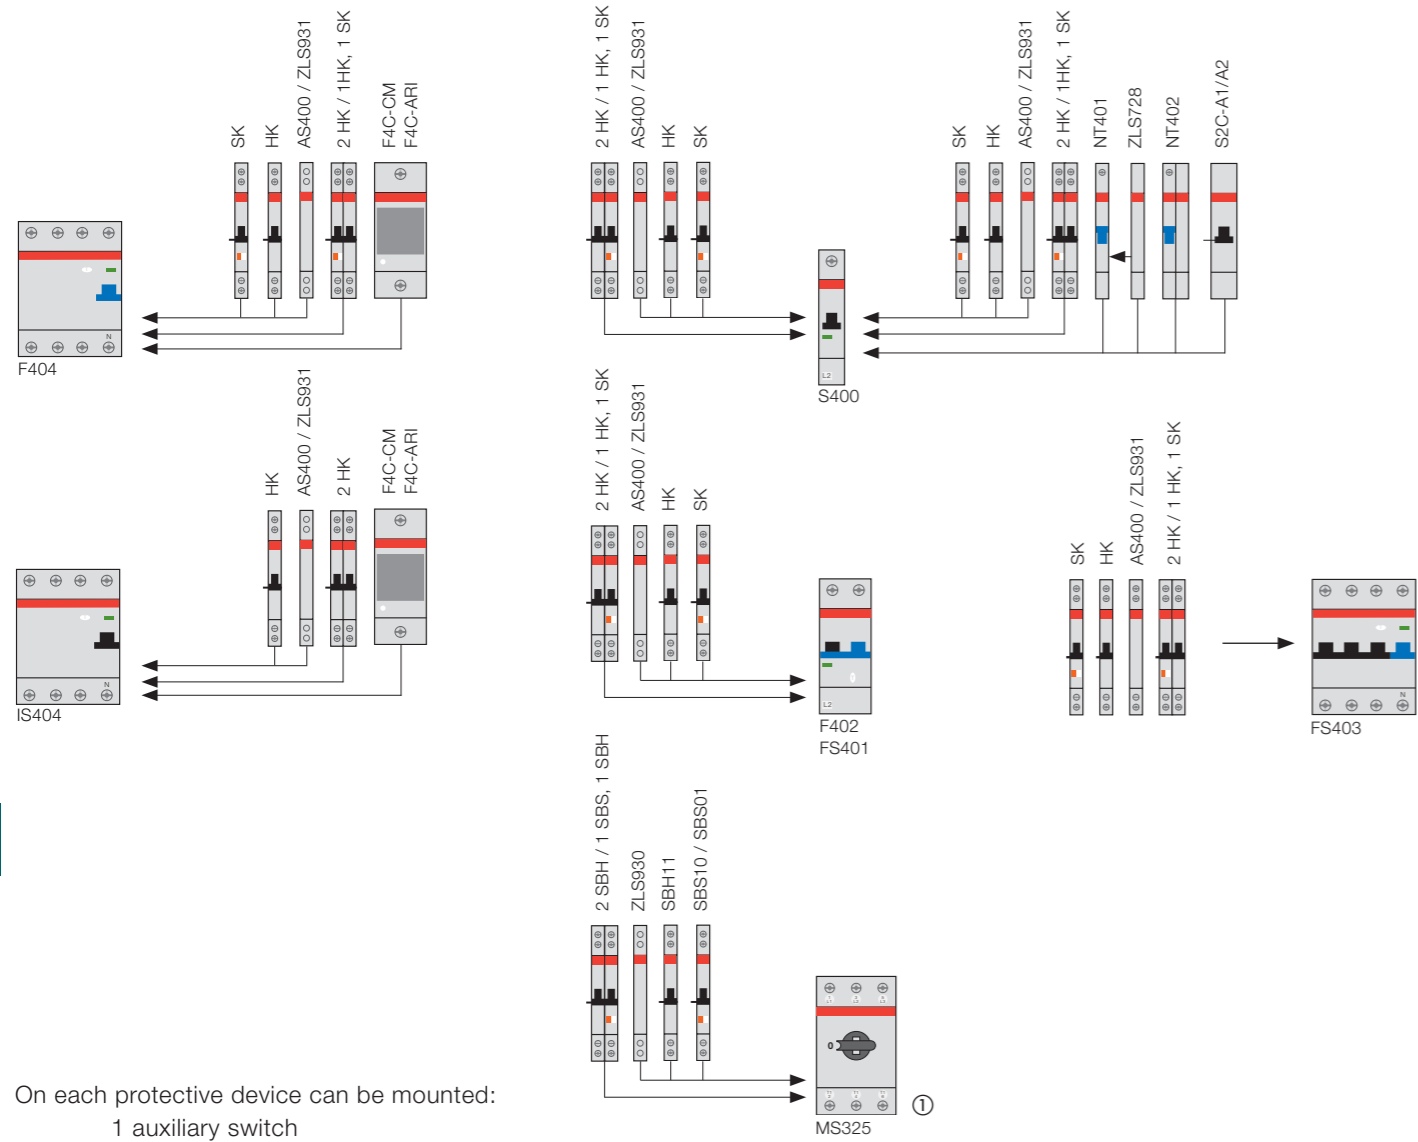 SK
HK
AS400 / ZLS931
2 HK / 1HK, 1 SK
F4C-CM
F4C-ARI
N
F404
2 HK / 1 HK, 1 SK
AS400 / ZLS931
HK
SK
SK
HK
AS400 / ZLS931
2 HK / 1HK, 1 SK
NT401
ZLS728
NT402
S2C-A1/A2
L2
S400
HK
AS400 / ZLS931
2 HK
F4C-CM
F4C-ARI
N
IS404
2 HK / 1 HK, 1 SK
AS400 / ZLS931
HK
SK
L2
F402
FS401
SK
HK
AS400 / ZLS931
2 HK / 1 HK, 1 SK
N
FS403
2 SBH / 1 SBS, 1 SBH
ZLS930
SBH11
SBS10 / SBS01
0
①
MS325
On each protective device can be mounted:
1 auxiliary switch